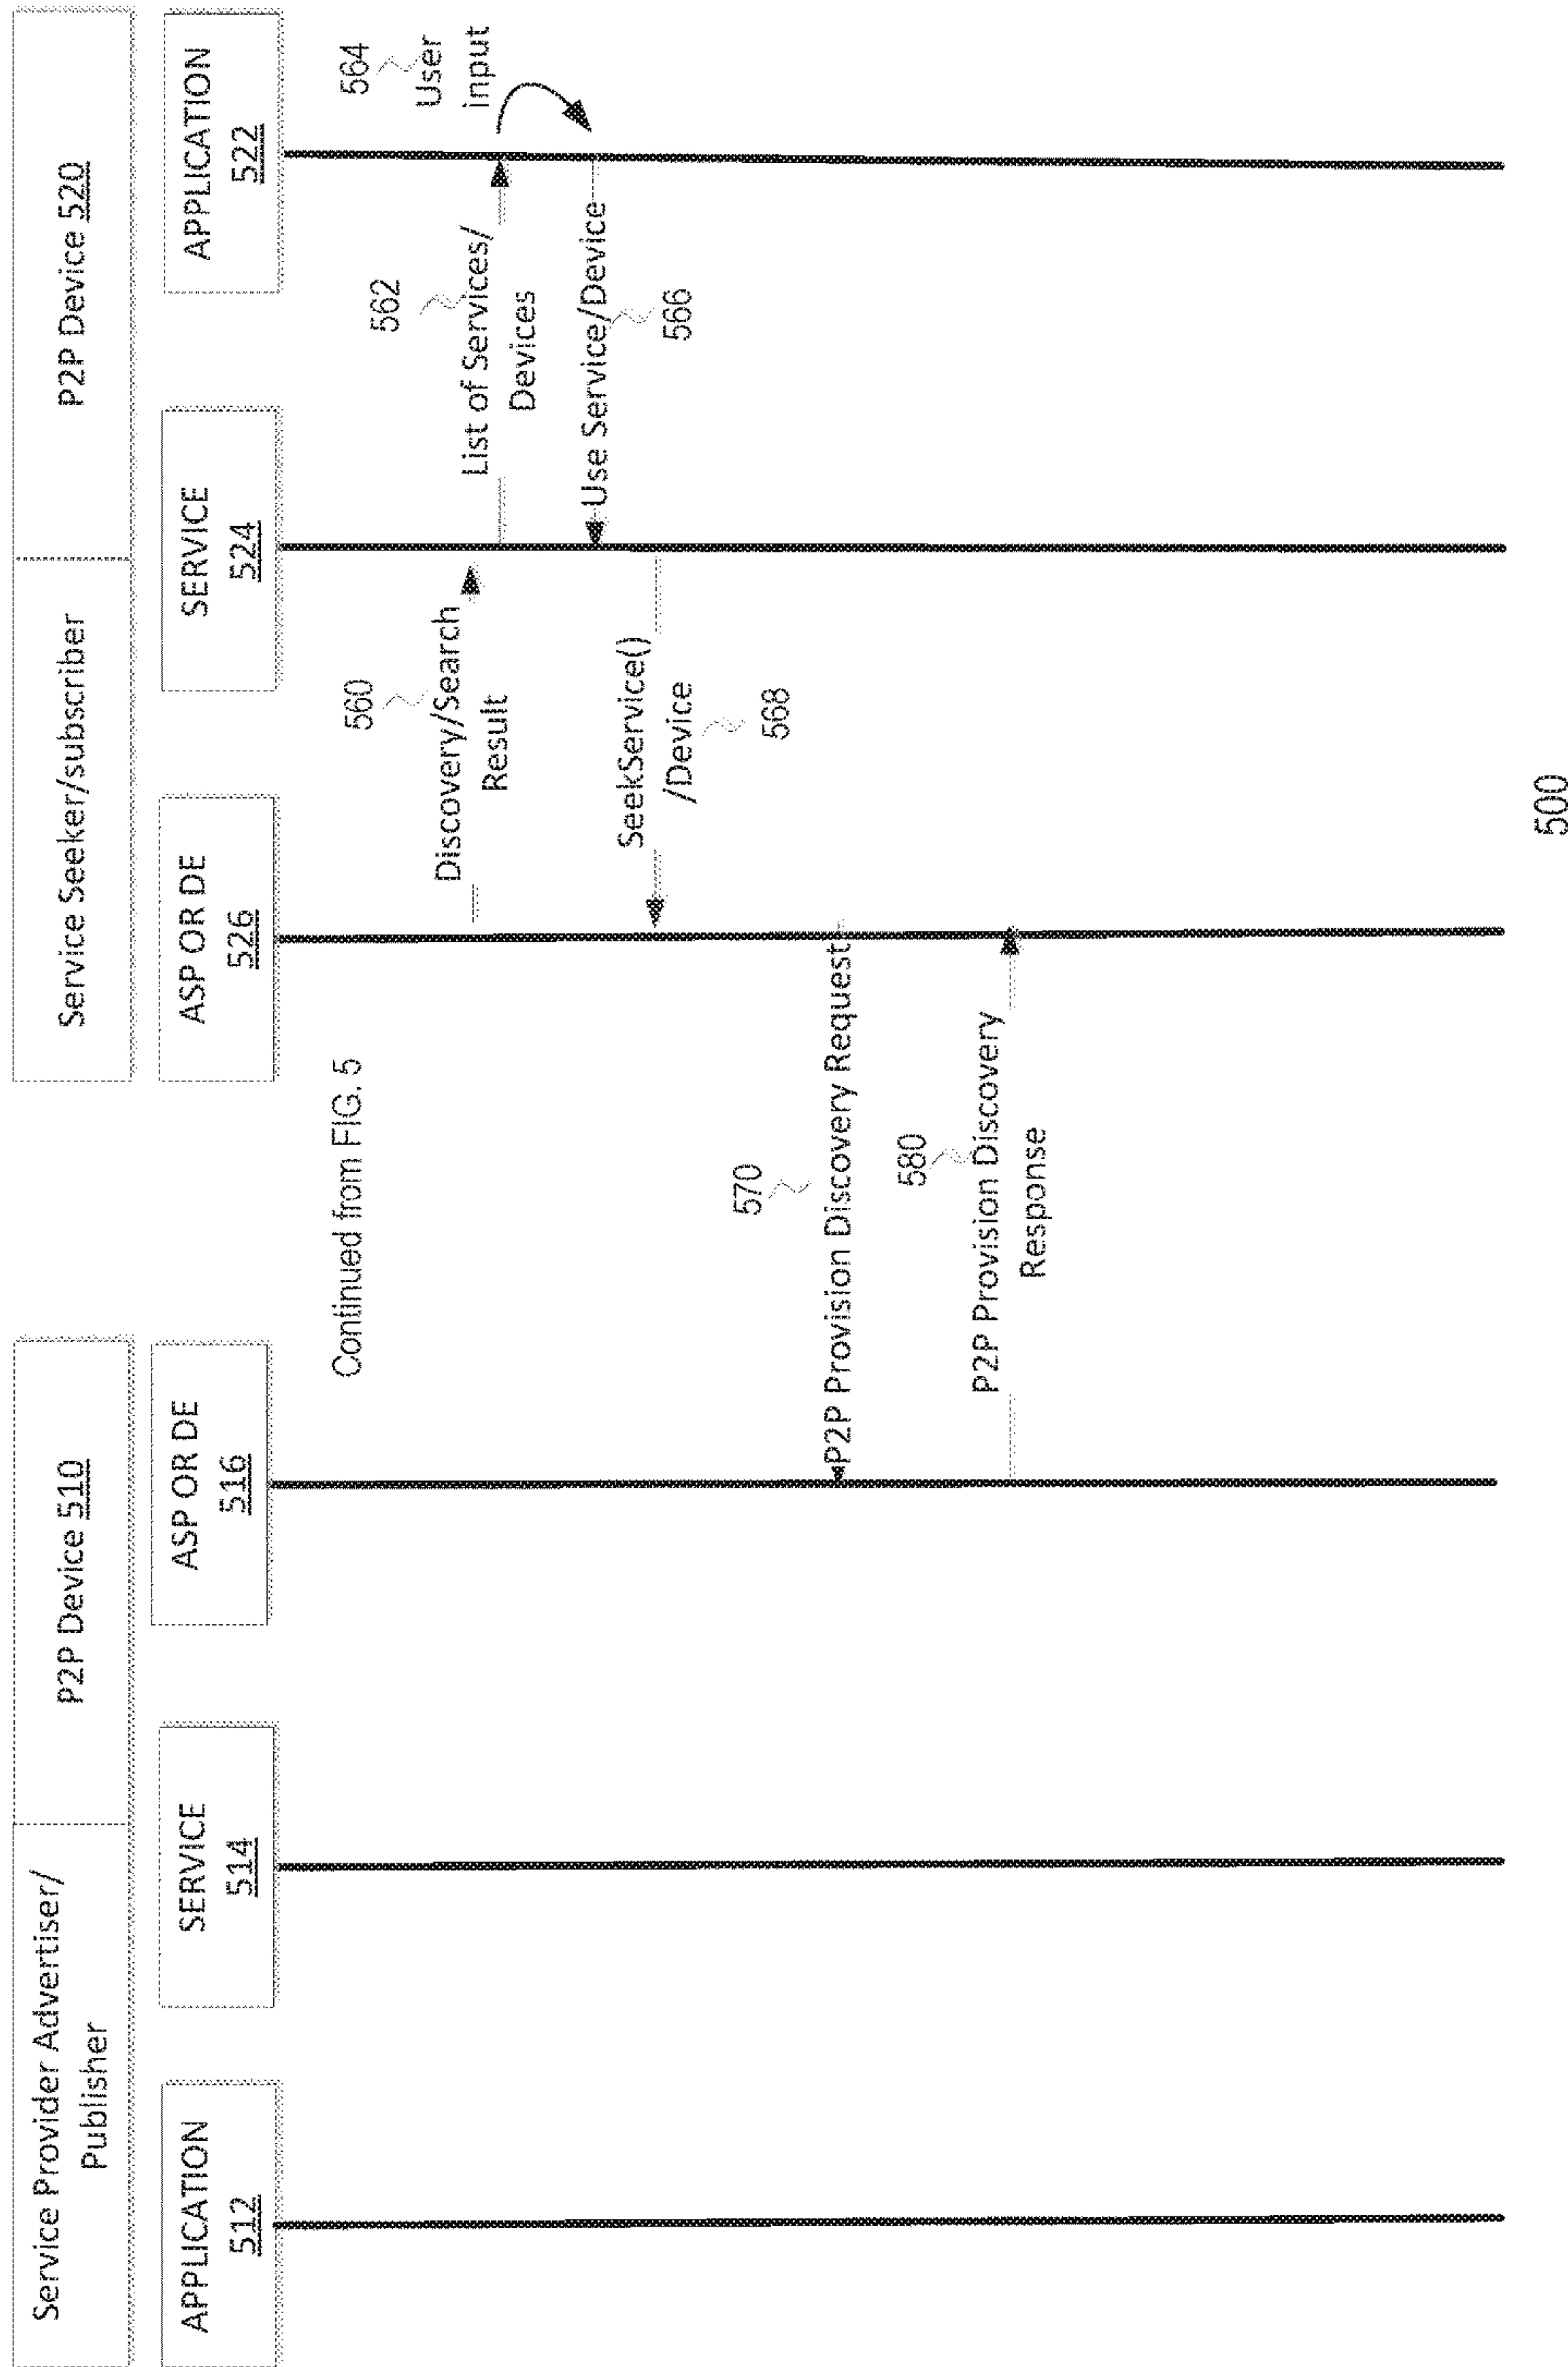 Service Provider Advertiser/
Publisher
P2P Device 510
Service Seeker/subscriber
P2P Device 520
APPLICATION
512
SERVICE
514
ASP OR DE
516
ASP OR DE
526
SERVICE
524
APPLICATION
522
Continued from FIG. 5
560
Discovery/Search
Result
562
List of Services/
Devices
564
User
input
Use Service/Device
566
SeekService()
/Device
568
570
P2P Provision Discovery Request
580
P2P Provision Discovery
Response
500